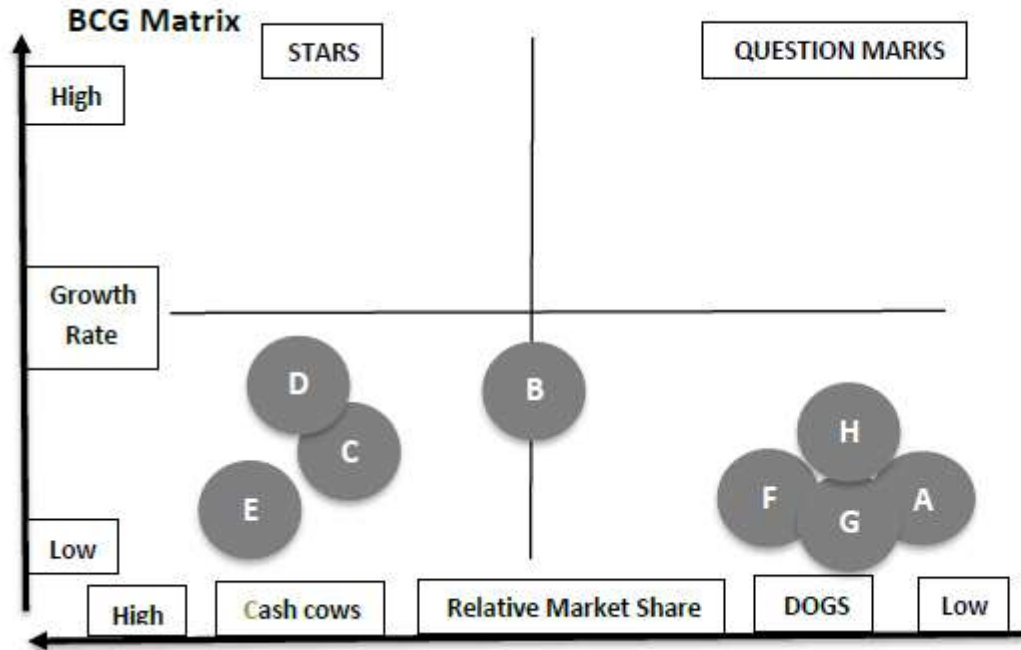 BCG Matrix
STARS
QUESTION MARKS
High
Growth
Rate
D
B
C
H
E
F
G
A
Low
High
Cash cows
Relative Market Share
DOGS
Low